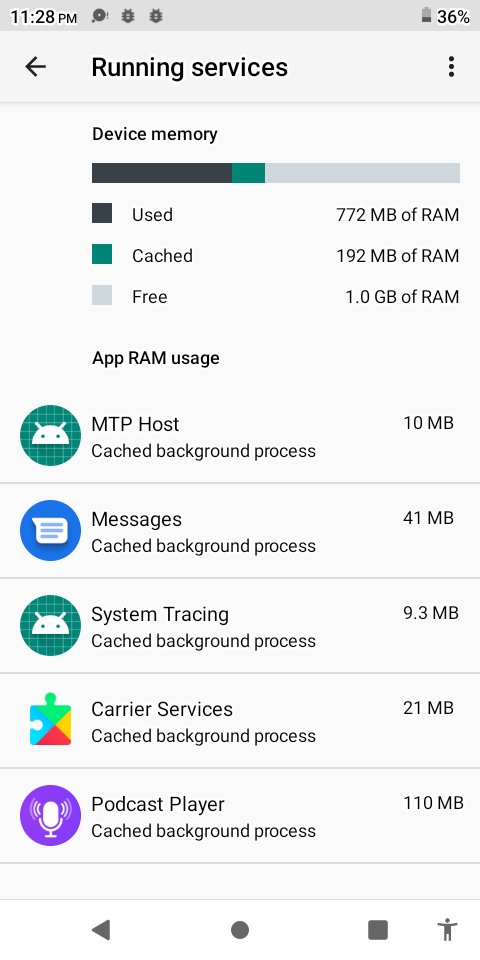 11:28 PM
36%
Running services
Device memory
Used 772 MB of RAM
Cached 192 MB of RAM
Free 1.0 GB of RAM
App RAM usage
MTP Host 10 MB
Cached background process
Messages 41 MB
Cached background process
System Tracing 9.3 MB
Cached background process
Carrier Services 21 MB
Cached background process
Podcast Player 110 MB
Cached background process